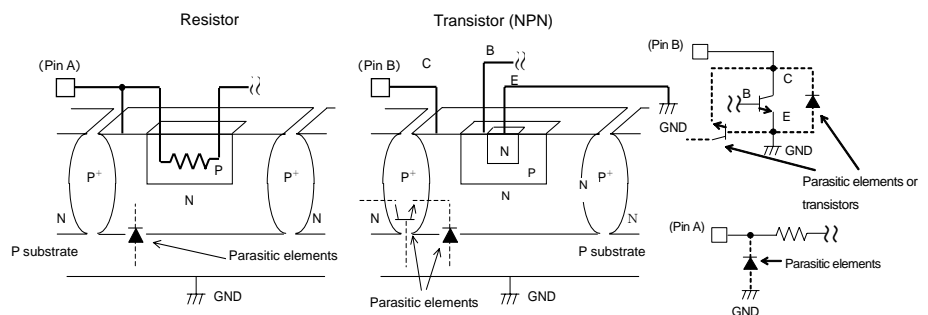 Resistor
Transistor (NPN)
(Pin A)
P+
P
N
P+
N
N
P substrate
Parasitic elements
GND
(Pin B)
C
B
E
GND
P+
N
P
N
N
P+
N
N
Parasitic elements
GND
(Pin B)
C
B
E
GND
Parasitic elements or
transistors
(Pin A)
Parasitic elements
GND